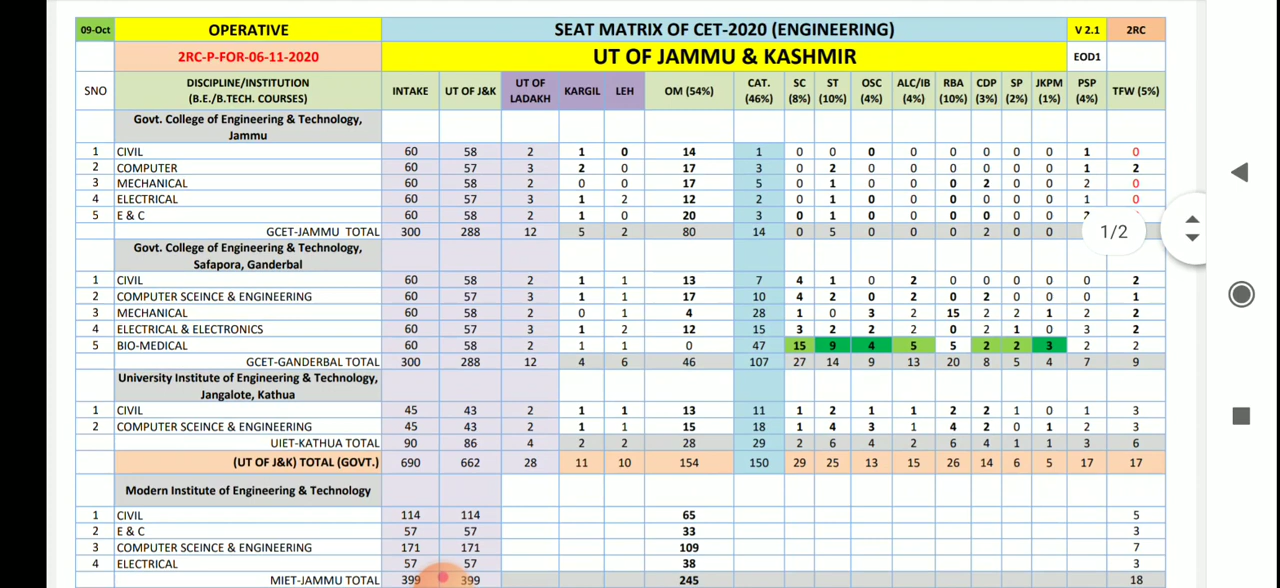 09-Oct OPERATIVE SEAT MATRIX OF CET-2020 (ENGINEERING) V 2.1 2RC
2RC-P-FOR-06-11-2020 UT OF JAMMU & KASHMIR EOD1
SNO DISCIPLINE/INSTITUTION (B.E./B.TECH. COURSES) INTAKE UT OF J&K UT OF LADAKH KARGIL LEH OM (54%) CAT. (46%) SC (8%) ST (10%) OSC (4%) ALC/IB (4%) RBA (10%) CDP (3%) SP (2%) JKPM (1%) PSP (4%) TFW (5%)
Govt. College of Engineering & Technology,
Jammu
1 CIVIL 60 58 2 1 0 14 1 0 0 0 0 0 0 0 0 1 0
2 COMPUTER 60 57 3 2 0 17 3 0 2 0 0 0 0 0 0 1 2
3 MECHANICAL 60 58 2 0 0 17 5 0 1 0 0 0 2 0 0 2 0
4 ELECTRICAL 60 57 3 1 2 12 2 0 1 0 0 0 0 0 0 1 0
5 E & C 60 58 2 1 0 20 3 0 1 0 0 0 0 0 0
GCET-JAMMU TOTAL 300 288 12 5 2 80 14 0 5 0 0 0 2 0 0 1/2
Govt. College of Engineering & Technology,
Safapora, Ganderbal
1 CIVIL 60 58 2 1 1 13 7 4 1 0 2 0 0 0 0 0 2
2 COMPUTER SCEINCE & ENGINEERING 60 57 3 1 1 17 10 4 2 0 2 0 2 0 0 0 1
3 MECHANICAL 60 58 2 0 1 4 28 1 0 3 2 15 2 2 1 2 2
4 ELECTRICAL & ELECTRONICS 60 57 3 1 2 12 15 3 2 2 2 0 2 1 0 3 2
5 BIO-MEDICAL 60 58 2 1 1 0 47 15 9 4 5 5 2 2 3 2 2
GCET-GANDERBAL TOTAL 300 288 12 4 6 46 107 27 14 9 13 20 8 5 4 7 9
University Institute of Engineering & Technology,
Jangalote, Kathua
1 CIVIL 45 43 2 1 1 13 11 1 2 1 1 2 2 1 0 1 3
2 COMPUTER SCEINCE & ENGINEERING 45 43 2 1 1 15 18 1 4 3 1 4 2 0 1 2 3
UIET-KATHUA TOTAL 90 86 4 2 2 28 29 2 6 4 2 6 4 1 1 3 6
(UT OF J&K) TOTAL (GOVT.) 690 662 28 11 10 154 150 29 25 13 15 26 14 6 5 17 17
Modern Institute of Engineering & Technology
1 CIVIL 114 114 65 5
2 E & C 57 57 33 3
3 COMPUTER SCEINCE & ENGINEERING 171 171 109 7
4 ELECTRICAL 57 57 38 3
MIET-JAMMU TOTAL 399 399 245 18